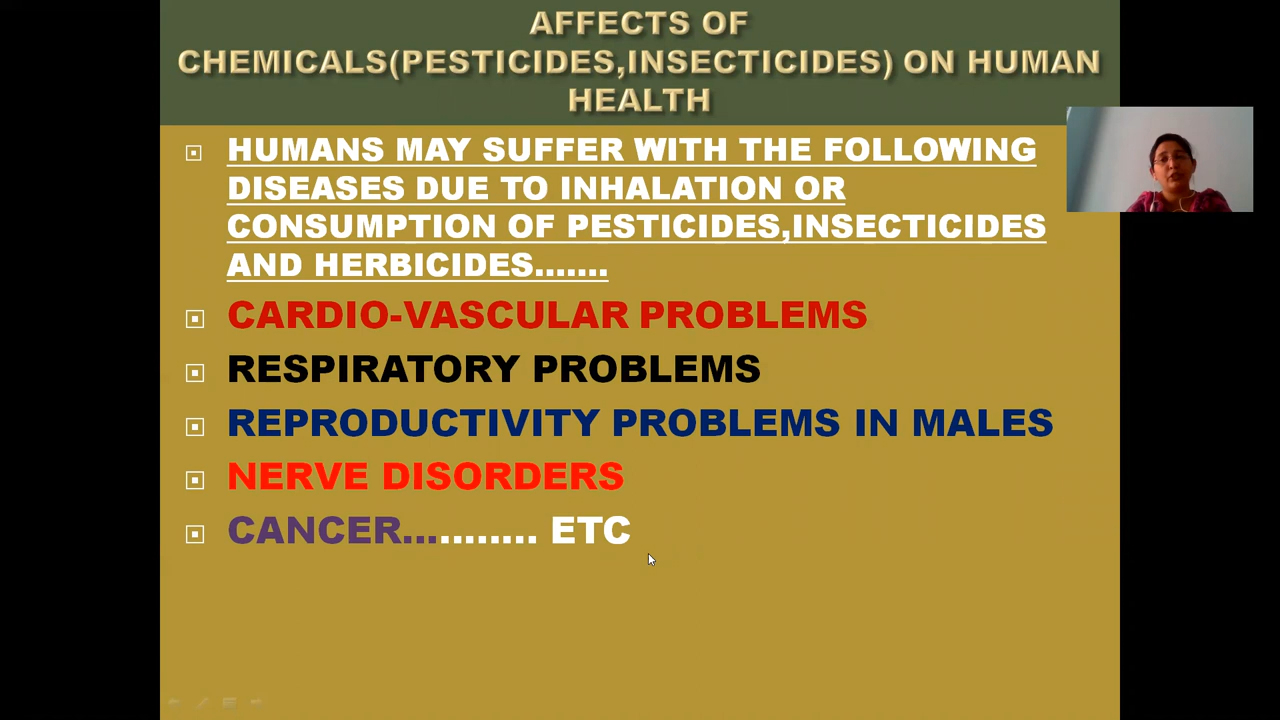 AFFECTS OF
CHEMICALS(PESTICIDES,INSECTICIDES) ON HUMAN
HEALTH
HUMANS MAY SUFFER WITH THE FOLLOWING
DISEASES DUE TO INHALATION OR
CONSUMPTION OF PESTICIDES,INSECTICIDES
AND HERBICIDES.......
CARDIO-VASCULAR PROBLEMS
RESPIRATORY PROBLEMS
REPRODUCTIVITY PROBLEMS IN MALES
NERVE DISORDERS
CANCER........... ETC